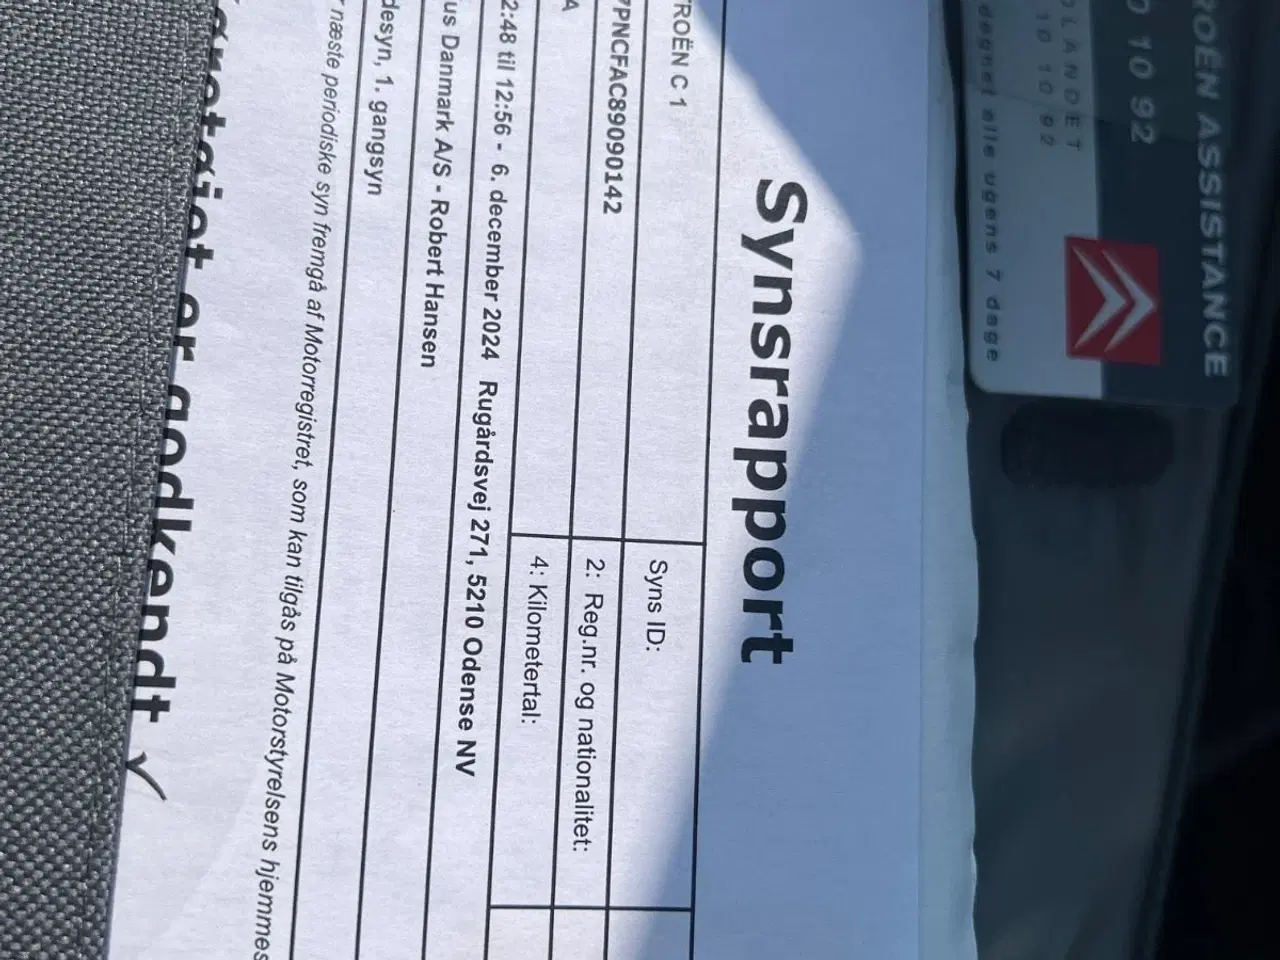 ROËN ASSISTANCE
0 10 92
LANDET
10 10 92
døgnet alle ugens 7 dage
Synsrapport
ROËN C 1
Syns ID:
7PNCFAC89090142
2: Reg.nr. og nationalitet:
A
4: Kilometertal:
2:48 til 12:56 - 6. december 2024 Rugårdsvej 271, 5210 Odense NV
us Danmark A/S - Robert Hansen
desyn, 1. gangsyn
næste periodiske syn fremgå af Motorregistret, som kan tilgås på Motorstyrelsens hjemmes
er godkendt